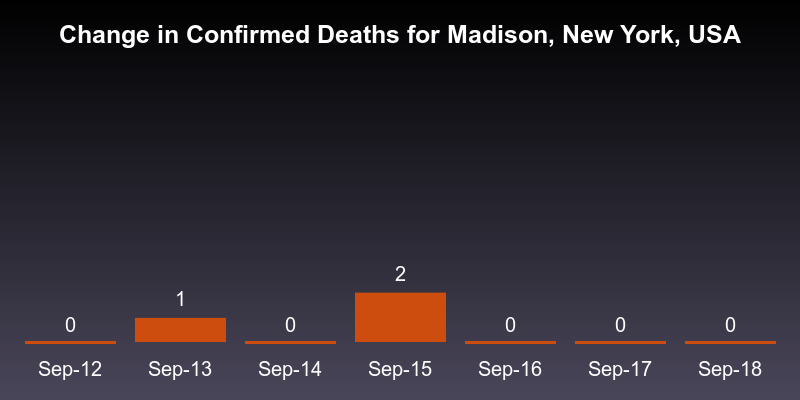 Change in Confirmed Deaths for Madison, New York, USA
0 1 0 2 0 0 0
Sep-12 Sep-13 Sep-14 Sep-15 Sep-16 Sep-17 Sep-18